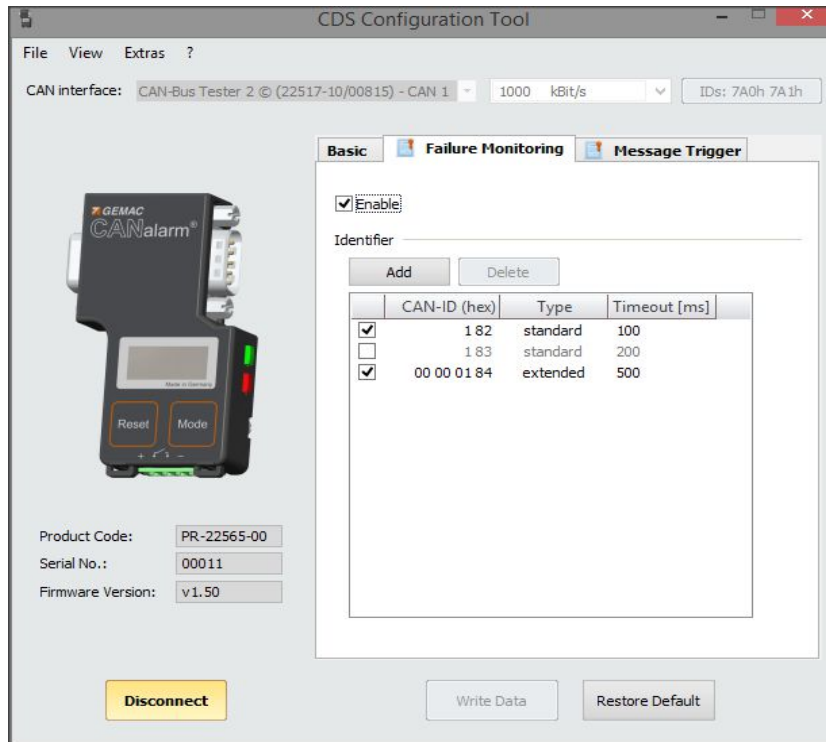 CDS Configuration Tool
File View Extras ?
CAN interface: CAN-Bus Tester 2 © (22517-10/00815) - CAN 1 1000 kBit/s IDs: 7A0h 7A1h
Basic Failure Monitoring Message Trigger
Enable
Identifier
Add Delete
CAN-ID (hex) Type Timeout [ms]
1 82 standard 100
1 83 standard 200
00 00 01 84 extended 500
GEMAC
CANalarm®
Made in Germany
Reset Mode
+ -
Product Code: PR-22565-00
Serial No.: 00011
Firmware Version: v1.50
Disconnect Write Data Restore Default